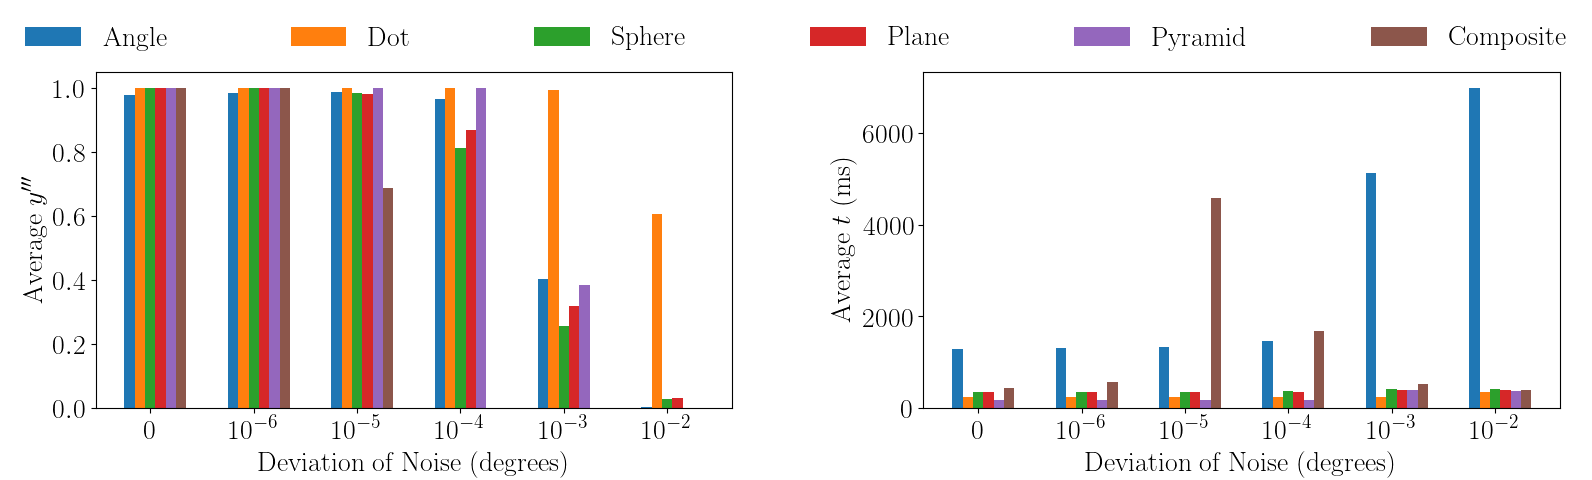 Angle Dot Sphere Plane Pyramid Composite
1.0
0.8
0.6
0.4
0.2
0.0
Average y′′′
0 10⁻⁶ 10⁻⁵ 10⁻⁴ 10⁻³ 10⁻²
Deviation of Noise (degrees)
6000
4000
2000
0
Average t (ms)
0 10⁻⁶ 10⁻⁵ 10⁻⁴ 10⁻³ 10⁻²
Deviation of Noise (degrees)